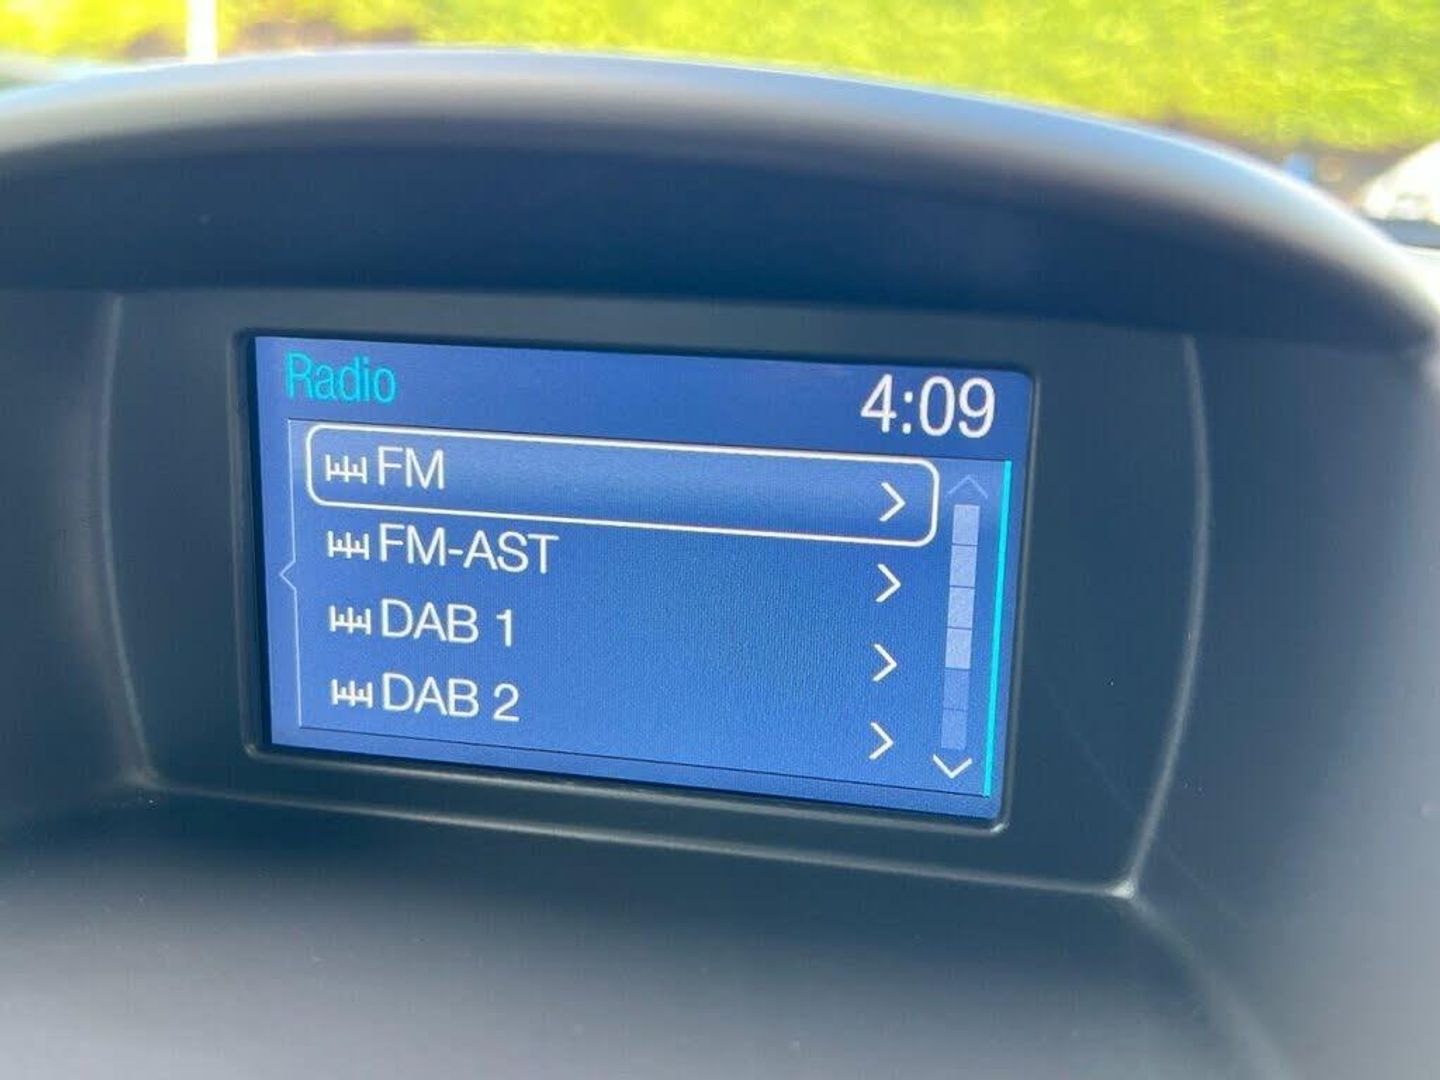 Radio 4:09
FM
FM-AST
DAB 1
DAB 2